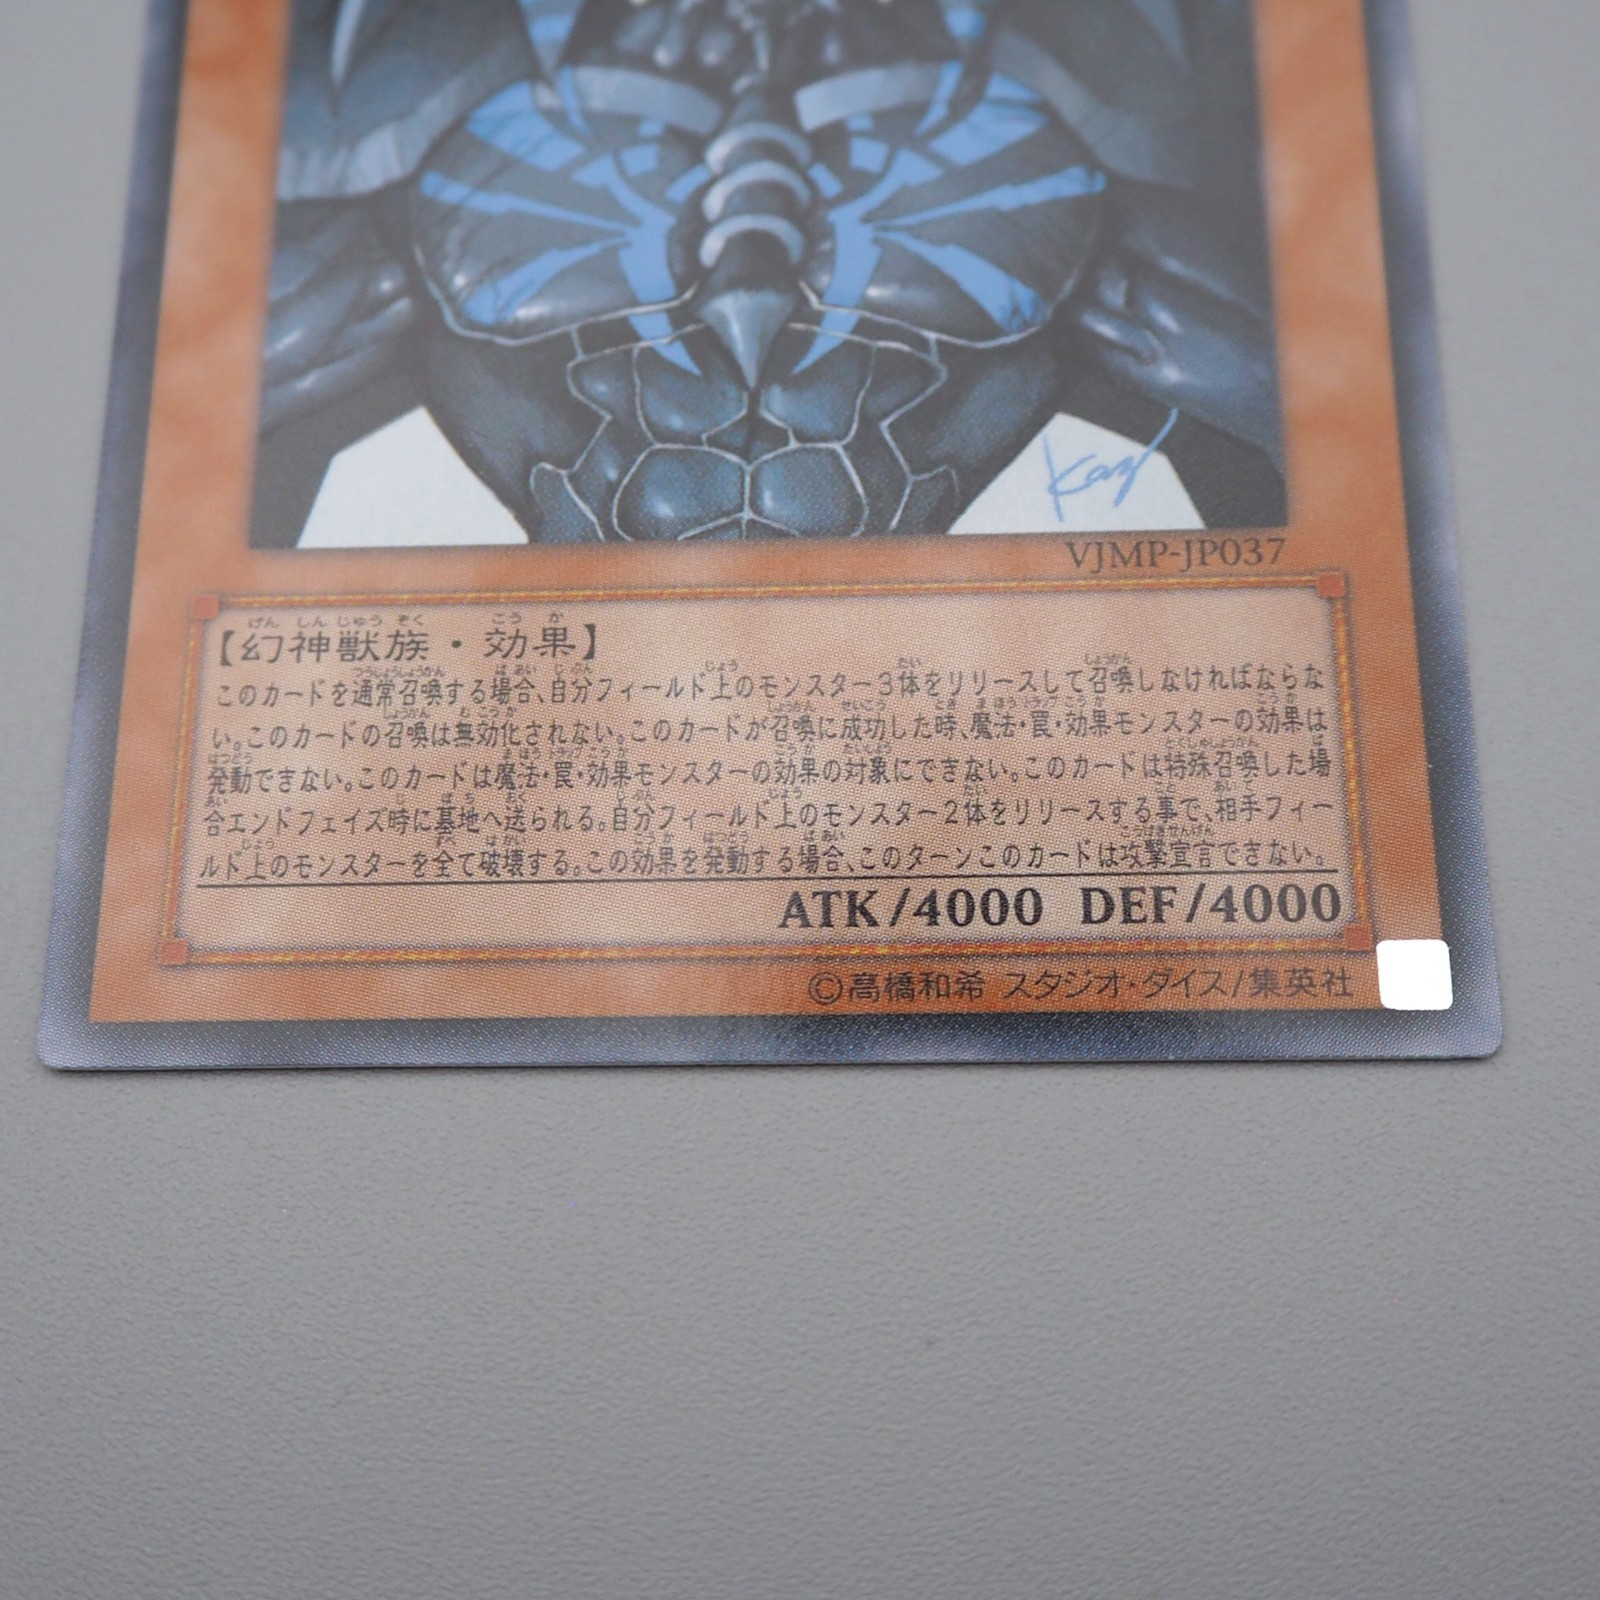 Kaz
VJMP-JP037
【幻神獣族・効果】
このカードを通常召喚する場合、自分フィールド上のモンスター３体をリリースして召喚しなければならな
い。このカードの召喚は無効化されない。このカードが召喚に成功した時、魔法・罠・効果モンスターの効果は
発動できない。このカードは魔法・罠・効果モンスターの効果の対象にできない。このカードは特殊召喚した場
合エンドフェイズ時に墓地へ送られる。自分フィールド上のモンスター２体をリリースする事で、相手フィー
ルド上のモンスターを全て破壊する。この効果を発動する場合、このターンこのカードは攻撃宣言できない。
ATK/4000 DEF/4000
©高橋和希 スタジオ・ダイス/集英社